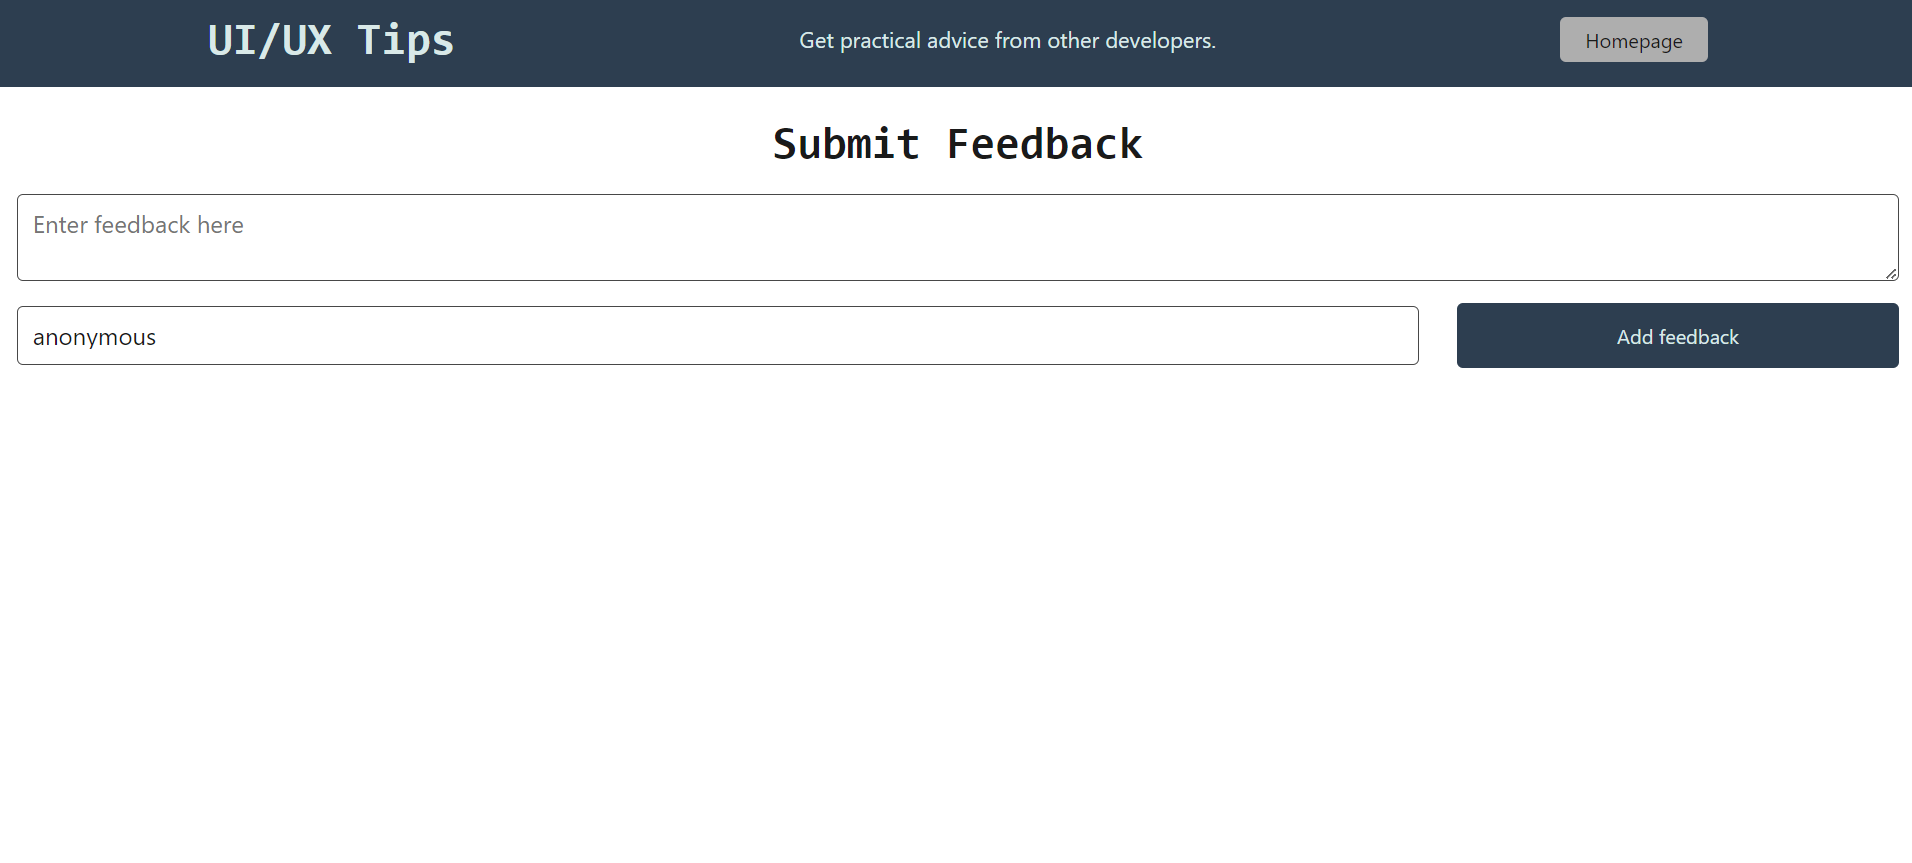 UI/UX Tips
Get practical advice from other developers.
Homepage
Submit Feedback
Enter feedback here
anonymous
Add feedback